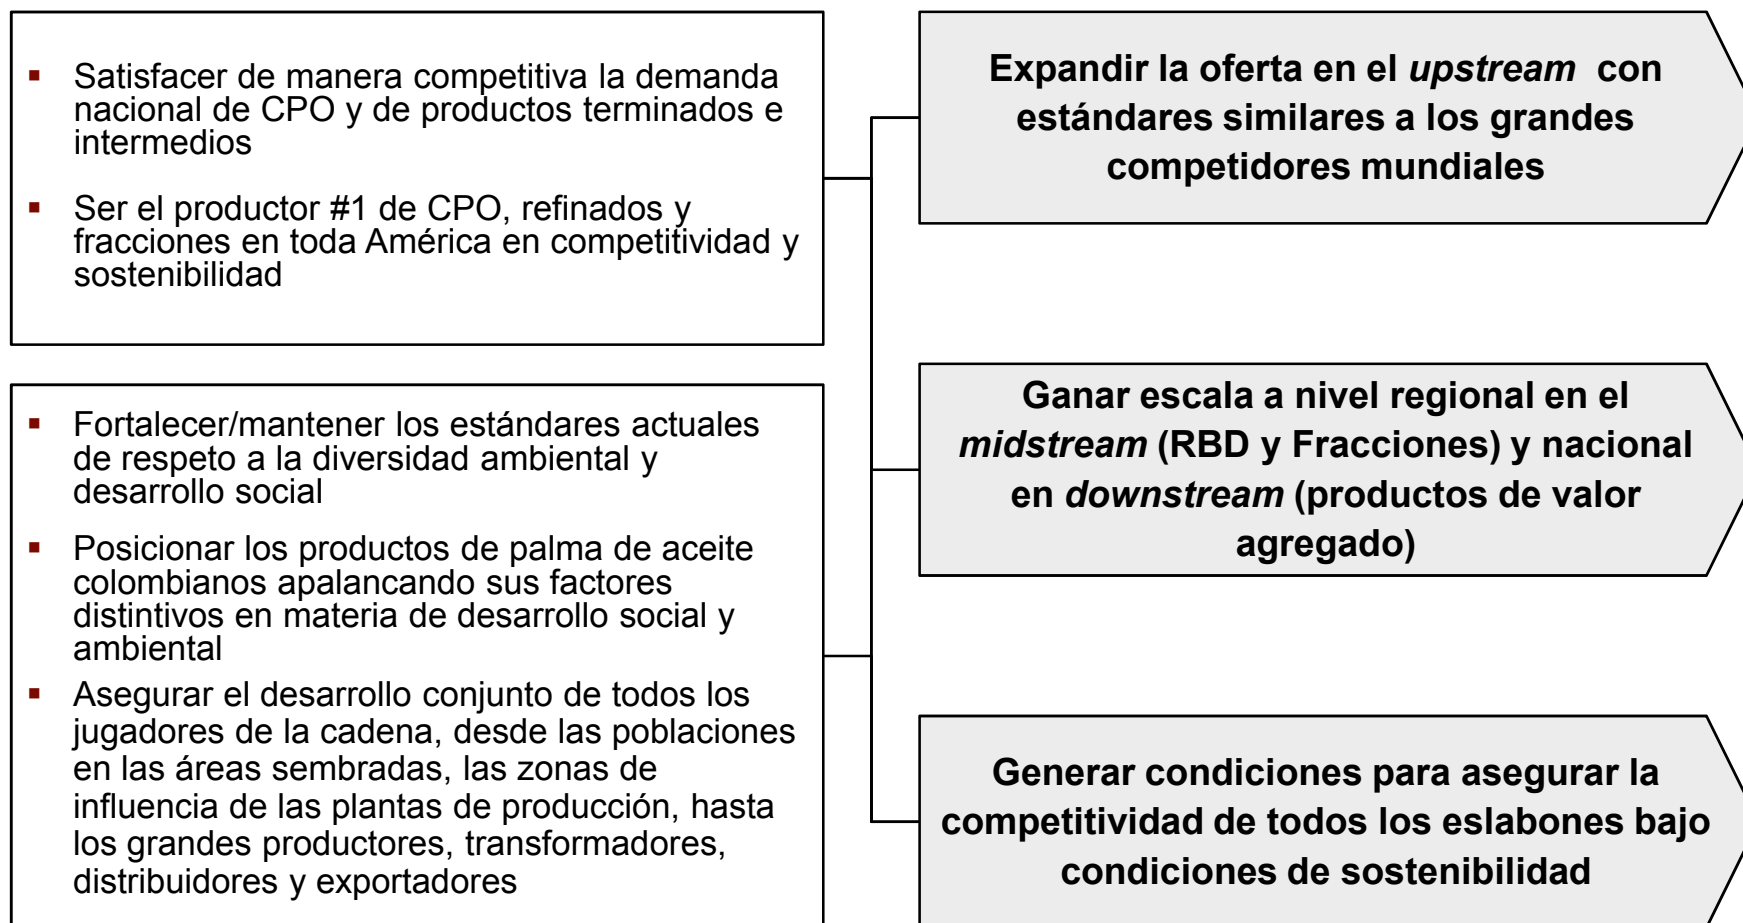 ▪ Satisfacer de manera competitiva la demanda
nacional de CPO y de productos terminados e
intermedios
▪ Ser el productor #1 de CPO, refinados y
fracciones en toda América en competitividad y
sostenibilidad
▪ Fortalecer/mantener los estándares actuales
de respeto a la diversidad ambiental y
desarrollo social
▪ Posicionar los productos de palma de aceite
colombianos apalancando sus factores
distintivos en materia de desarrollo social y
ambiental
▪ Asegurar el desarrollo conjunto de todos los
jugadores de la cadena, desde las poblaciones
en las áreas sembradas, las zonas de
influencia de las plantas de producción, hasta
los grandes productores, transformadores,
distribuidores y exportadores
Expandir la oferta en el upstream con
estándares similares a los grandes
competidores mundiales
Ganar escala a nivel regional en el
midstream (RBD y Fracciones) y nacional
en downstream (productos de valor
agregado)
Generar condiciones para asegurar la
competitividad de todos los eslabones bajo
condiciones de sostenibilidad